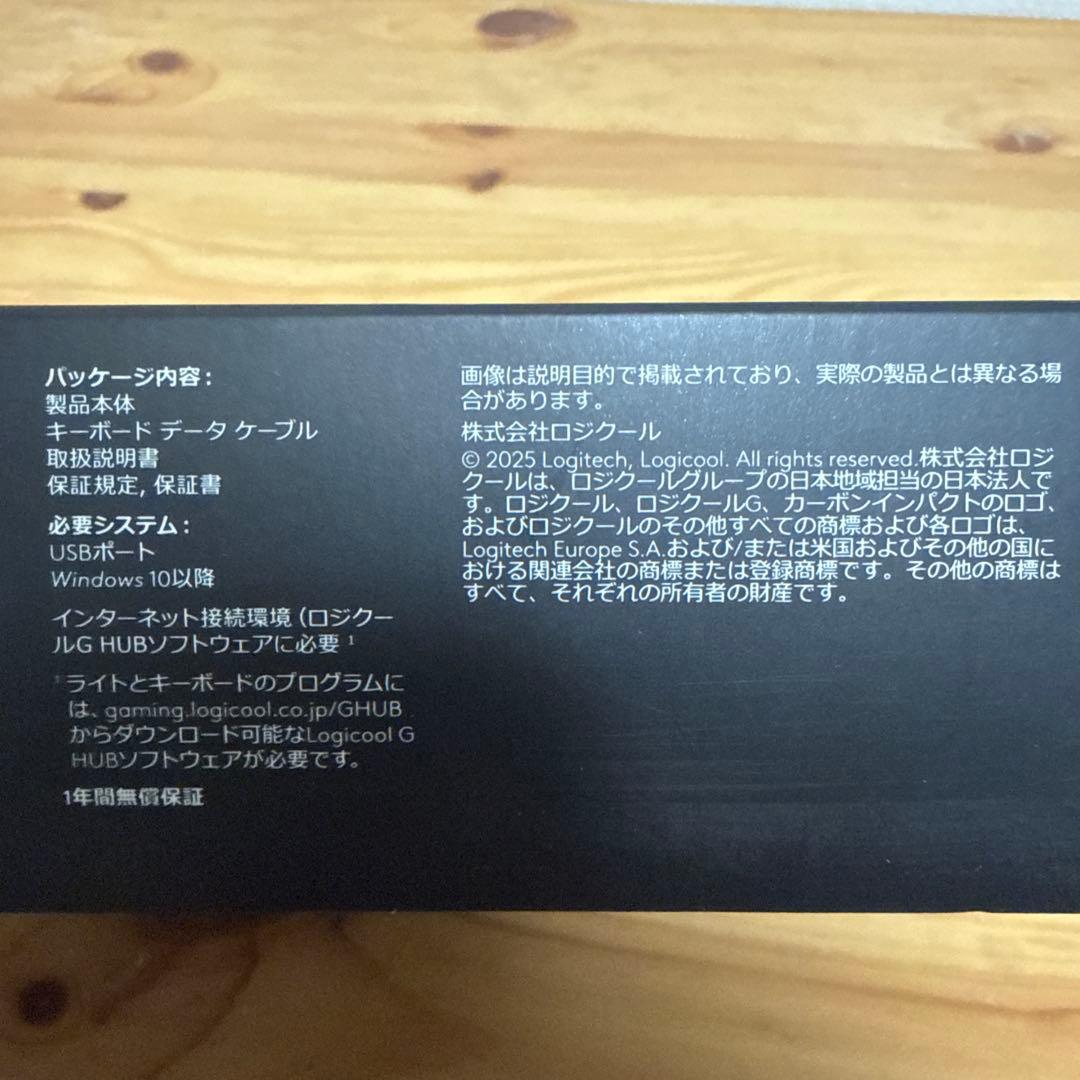 パッケージ内容:
製品本体
キーボード データ ケーブル
取扱説明書
保証規定, 保証書
必要システム:
USBポート
Windows 10以降
インターネット接続環境 (ロジクー
ルG HUBソフトウェアに必要 ¹
¹ ライトとキーボードのプログラムに
は、gaming.logicool.co.jp/GHUB
からダウンロード可能なLogicool G
HUBソフトウェアが必要です。
1年間無償保証
画像は説明目的で掲載されており、実際の製品とは異なる場
合があります。
株式会社ロジクール
© 2025 Logitech, Logicool. All rights reserved.株式会社ロジ
クールは、ロジクールグループの日本地域担当の日本法人で
す。ロジクール、ロジクールG、カーボンインパクトのロゴ、
およびロジクールのその他すべての商標および各ロゴは、
Logitech Europe S.A.および/または米国およびその他の国に
おける関連会社の商標または登録商標です。その他の商標は
すべて、それぞれの所有者の財産です。